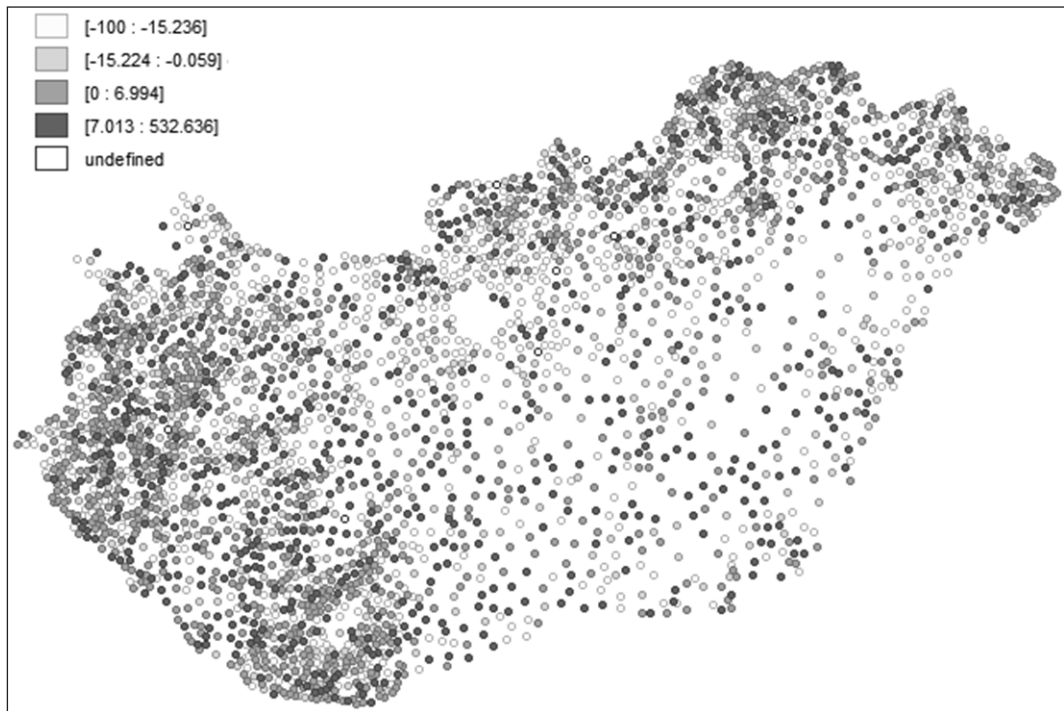 [-100 : -15.236]
[-15.224 : -0.059]
[0 : 6.994]
[7.013 : 532.636]
undefined